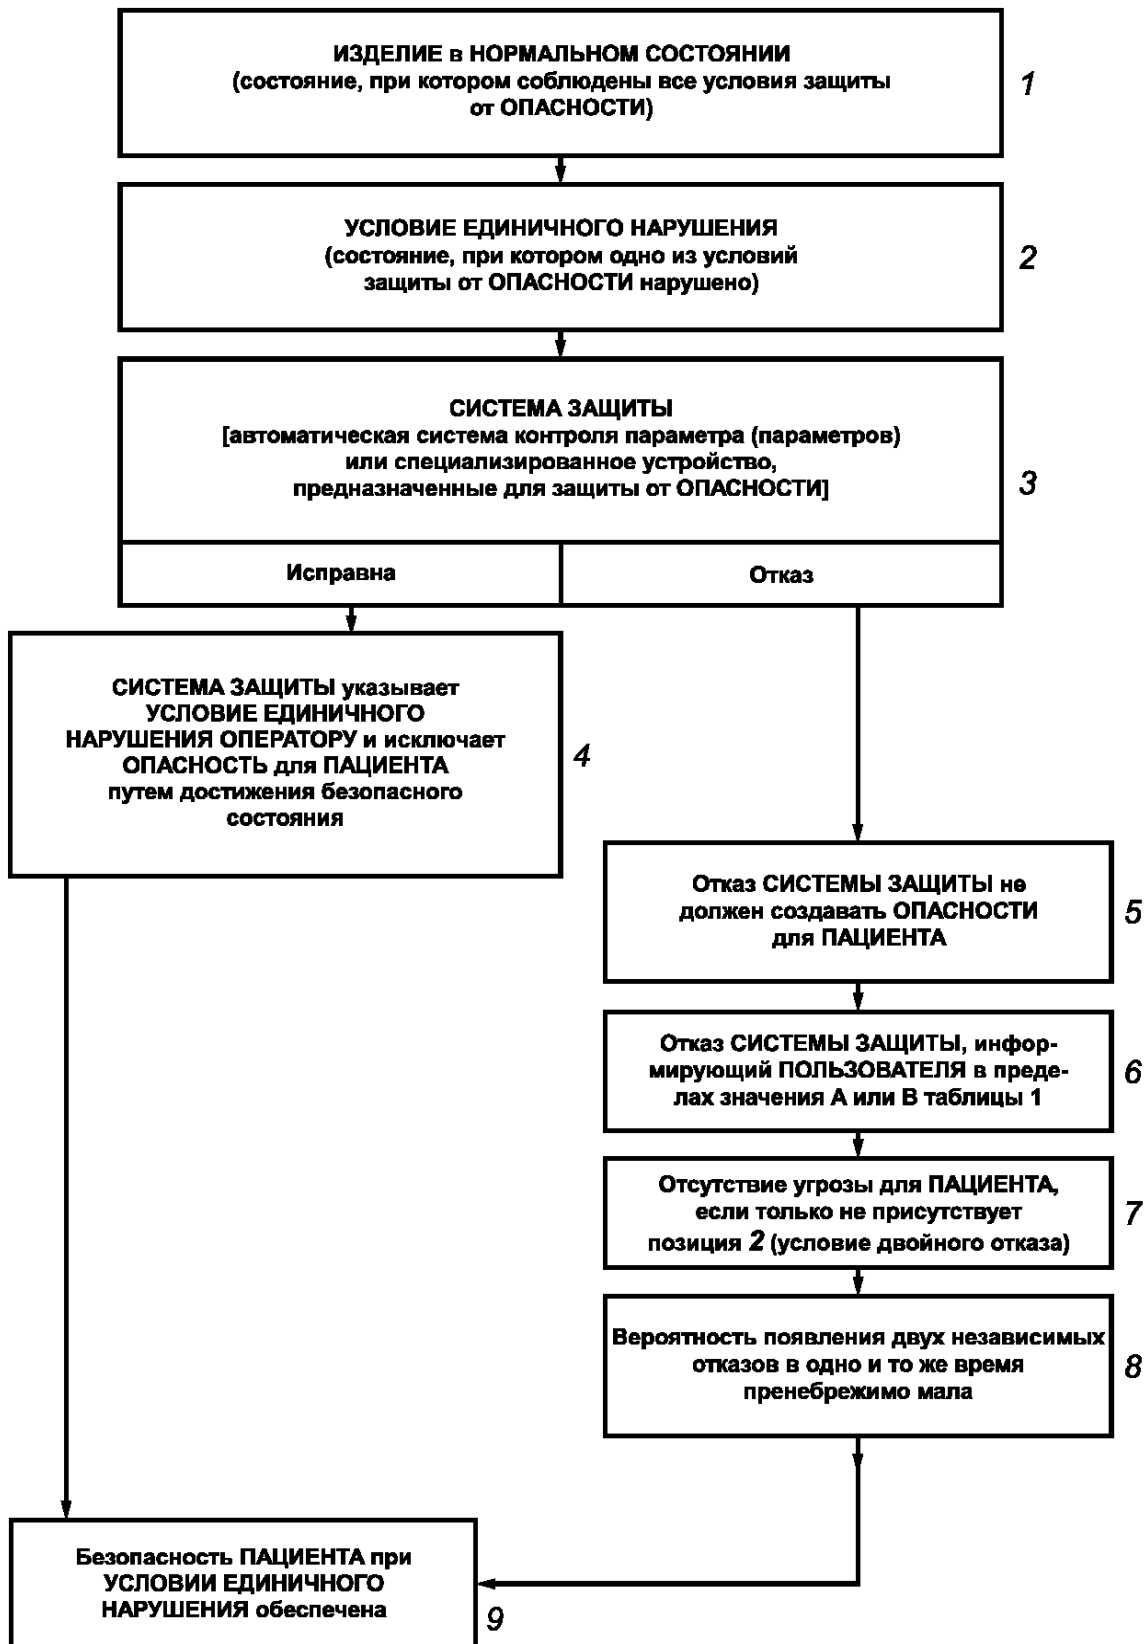 ИЗДЕЛИЕ в НОРМАЛЬНОМ СОСТОЯНИИ
(состояние, при котором соблюдены все условия защиты
от ОПАСНОСТИ)
1
УСЛОВИЕ ЕДИНИЧНОГО НАРУШЕНИЯ
(состояние, при котором одно из условий
защиты от ОПАСНОСТИ нарушено)
2
СИСТЕМА ЗАЩИТЫ
[автоматическая система контроля параметра (параметров)
или специализированное устройство,
предназначенные для защиты от ОПАСНОСТИ]
3
Исправна
Отказ
СИСТЕМА ЗАЩИТЫ указывает
УСЛОВИЕ ЕДИНИЧНОГО
НАРУШЕНИЯ ОПЕРАТОРУ и исключает
ОПАСНОСТЬ для ПАЦИЕНТА
путем достижения безопасного
состояния
4
Отказ СИСТЕМЫ ЗАЩИТЫ не
должен создавать ОПАСНОСТИ
для ПАЦИЕНТА
5
Отказ СИСТЕМЫ ЗАЩИТЫ, инфор-
мирующий ПОЛЬЗОВАТЕЛЯ в преде-
лах значения А или В таблицы 1
6
Отсутствие угрозы для ПАЦИЕНТА,
если только не присутствует
позиция 2 (условие двойного отказа)
7
Вероятность появления двух независимых
отказов в одно и то же время
пренебрежимо мала
8
Безопасность ПАЦИЕНТА при
УСЛОВИИ ЕДИНИЧНОГО
НАРУШЕНИЯ обеспечена
9